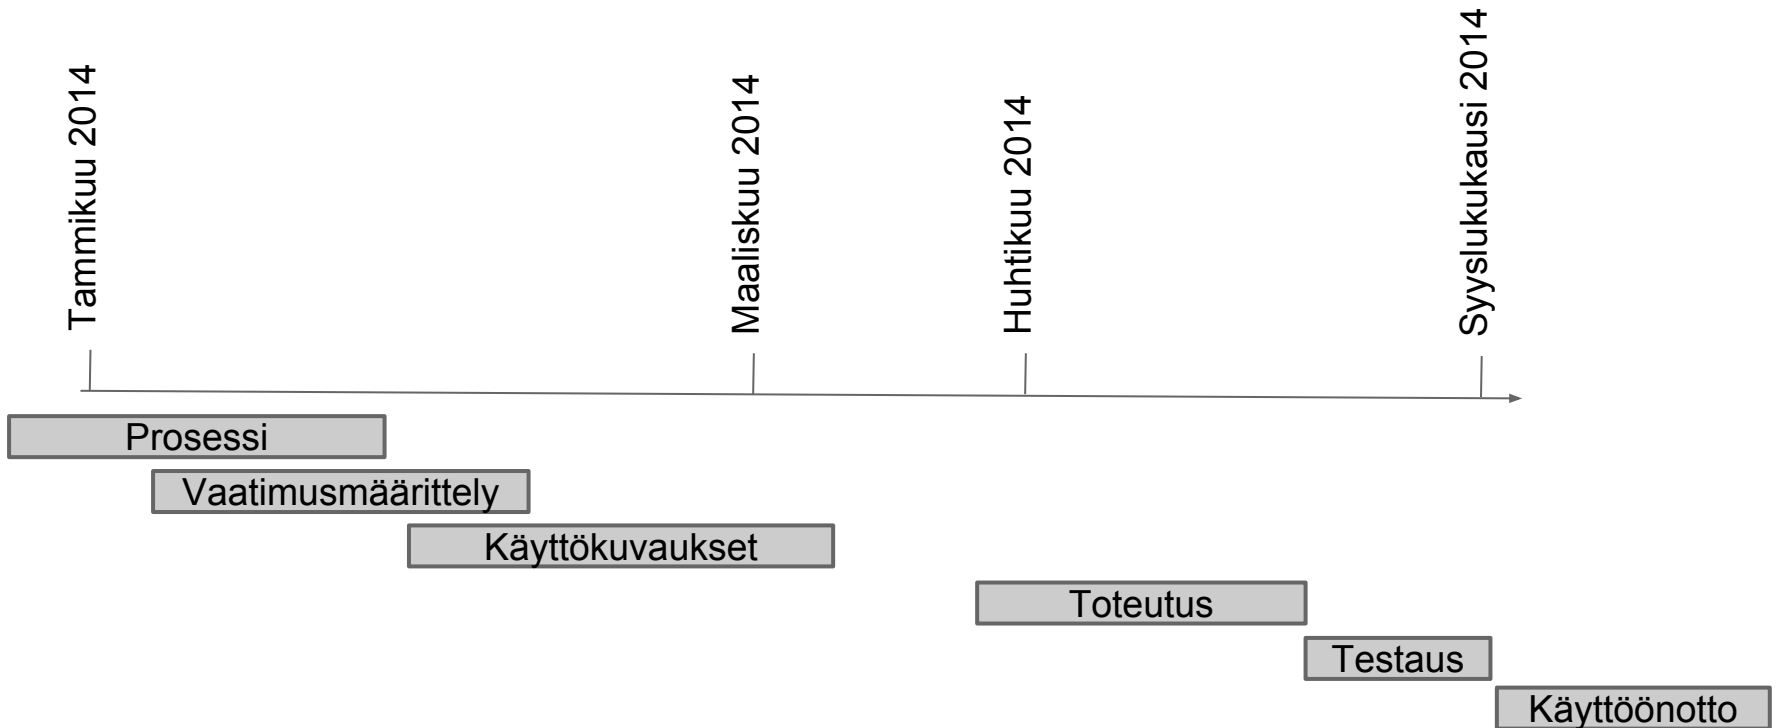 Tammikuu 2014
Maaliskuu 2014
Huhtikuu 2014
Syyslukukausi 2014
Prosessi
Vaatimusmäärittely
Käyttökuvaukset
Toteutus
Testaus
Käyttöönotto